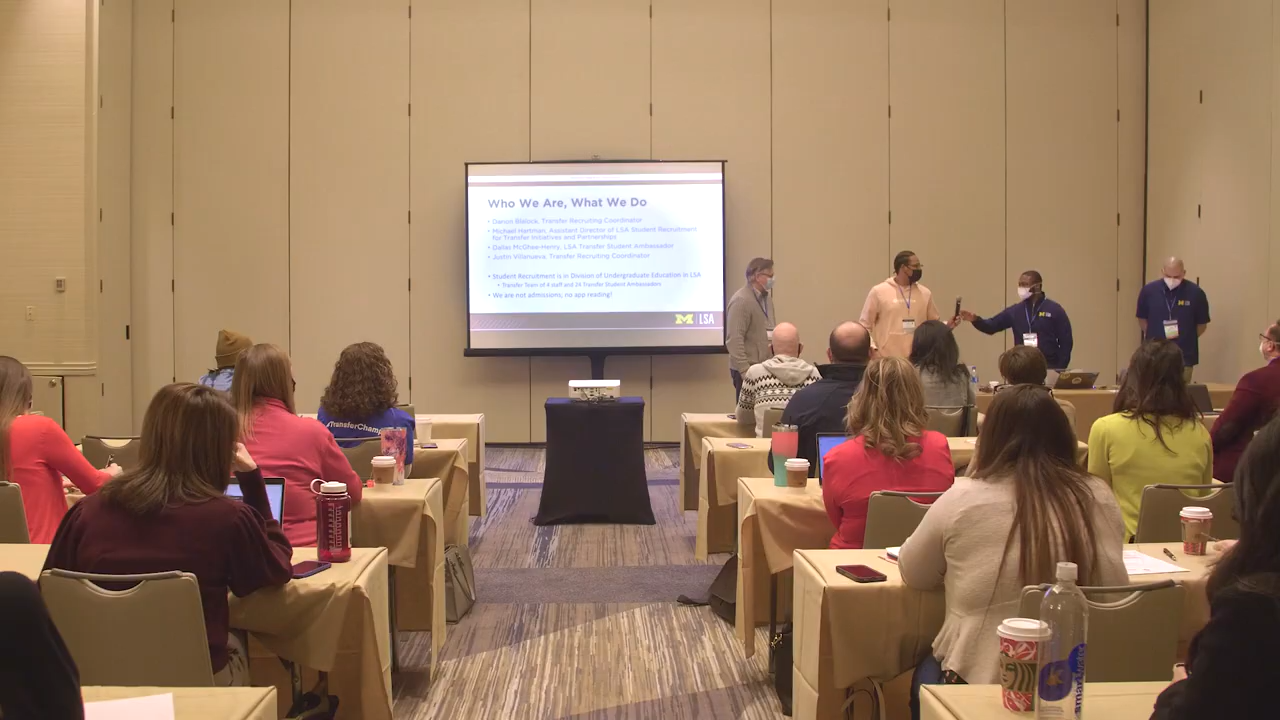 Who We Are, What We Do
• Darson Blalock, Transfer Recruiting Coordinator
• Michael Hartman, Assistant Director of LSA Student Recruitment
for Transfer Initiatives and Partnerships
• Dallas McGhee-Henry, LSA Transfer Student Ambassador
• Justin Villanueva, Transfer Recruiting Coordinator
• Student Recruitment is in Division of Undergraduate Education in LSA
• Transfer Team of 4 staff and 24 Transfer Student Ambassadors
• We are not admissions; no app reading!
M LSA
#TransferChamp
smartwater